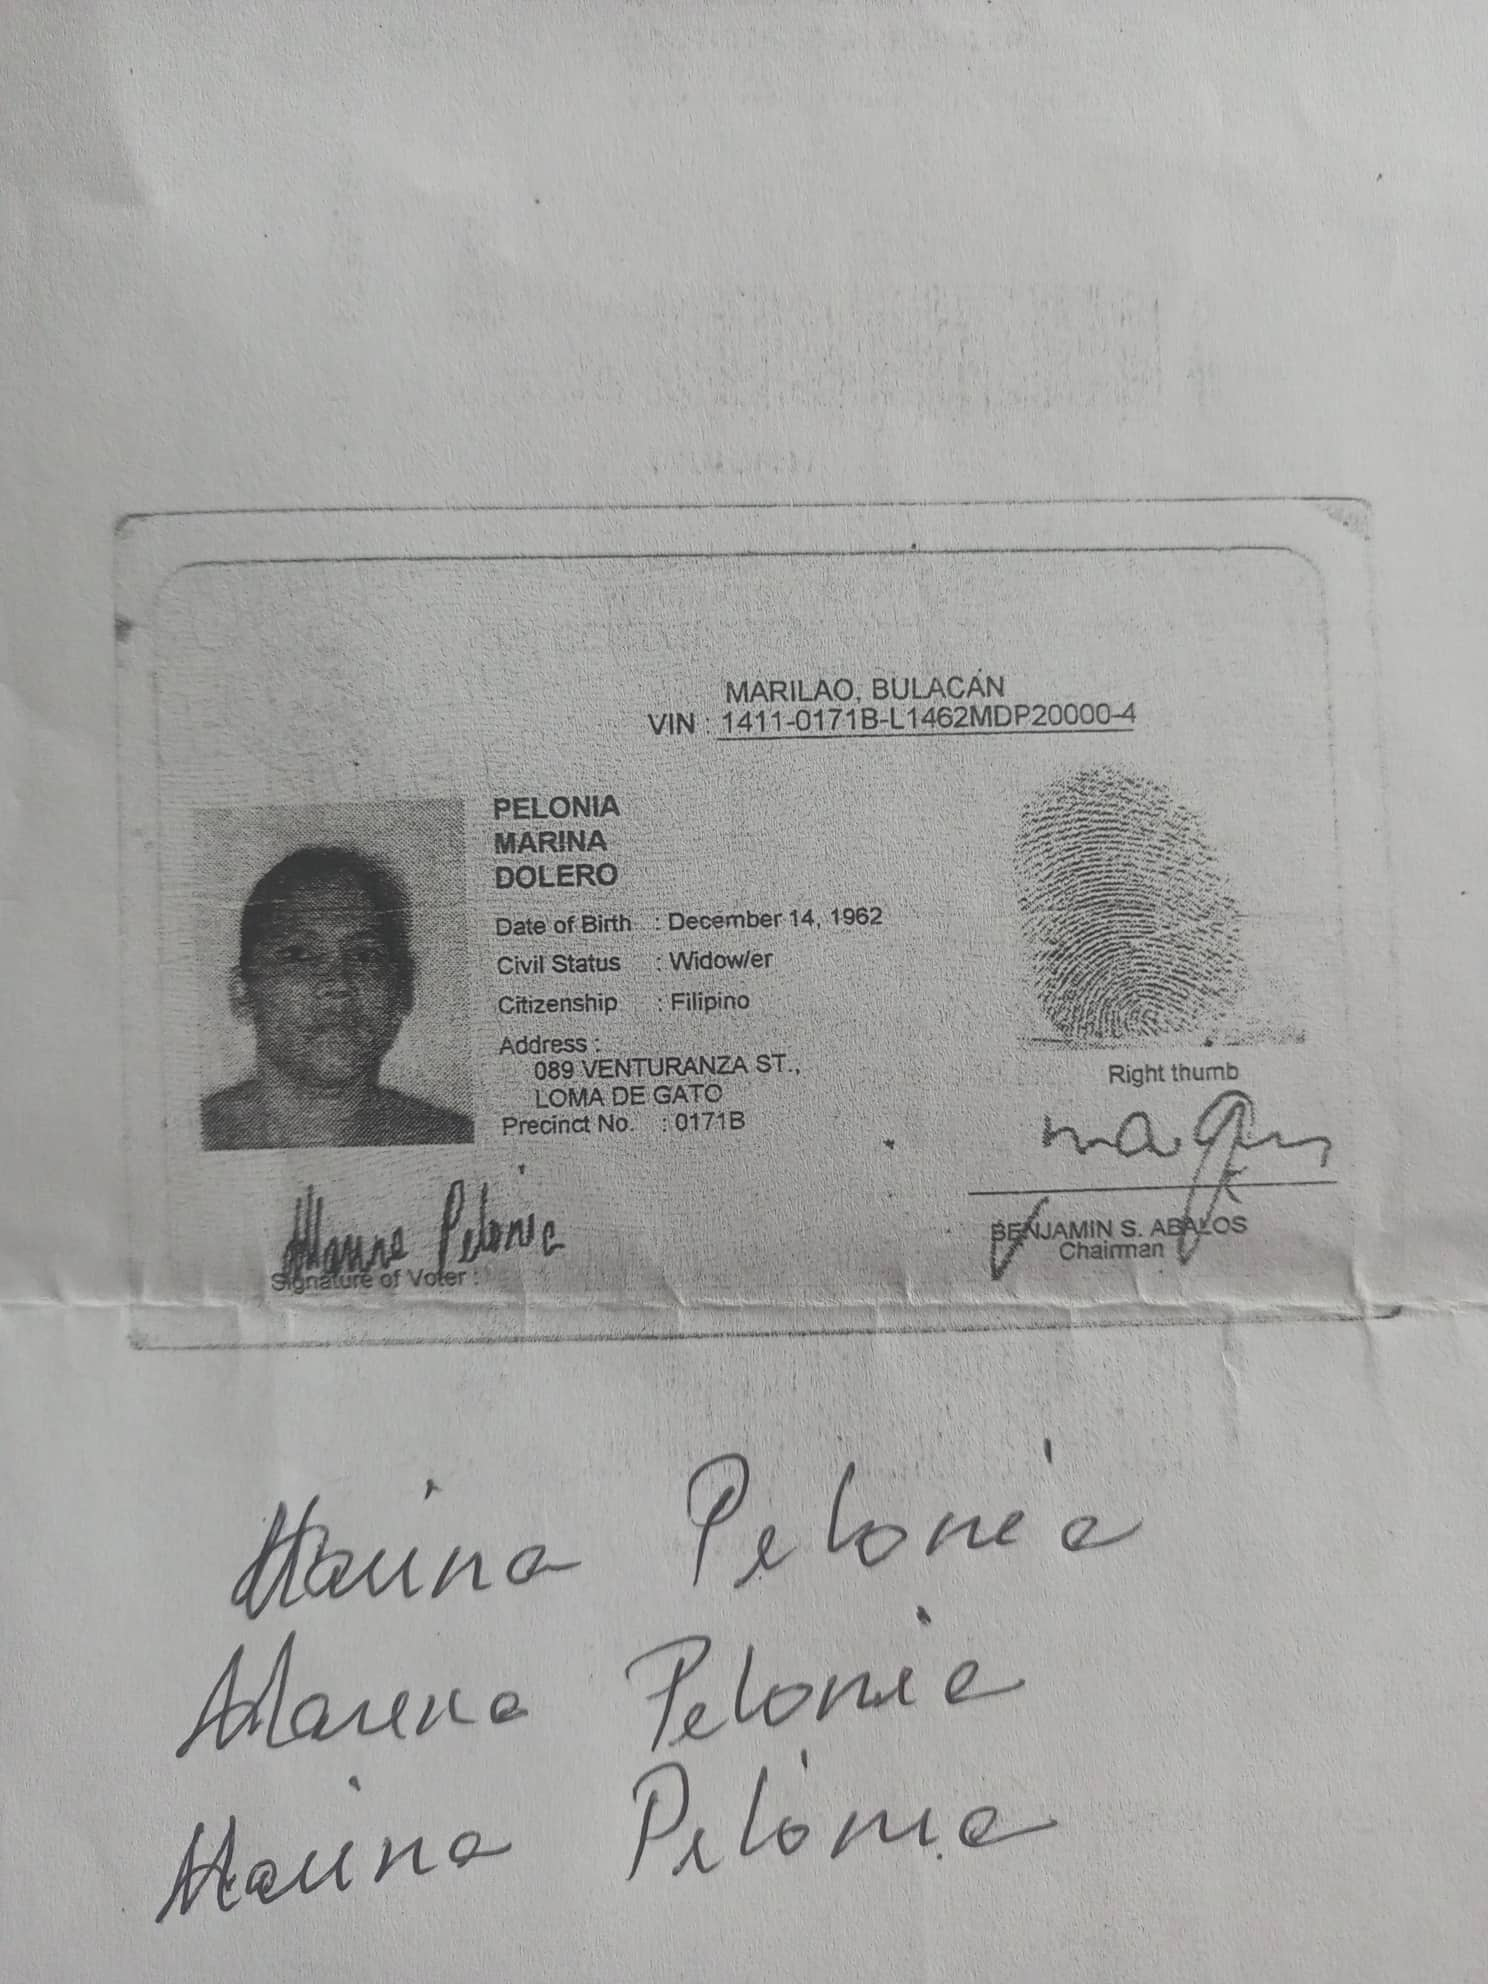 MARILAO, BULACAN
VIN : 1411-0171B-L1462MDP20000-4
PELONIA
MARINA
DOLERO
Date of Birth : December 14, 1962
Civil Status : Widow/er
Citizenship : Filipino
Address :
089 VENTURANZA ST.,
LOMA DE GATO
Precinct No. : 0171B
Right thumb
Marina Pelonia
Signature of Voter :
BENJAMIN S. ABALOS
Chairman
Marina Pelonia
Marina Pelonia
Marina Pelonia